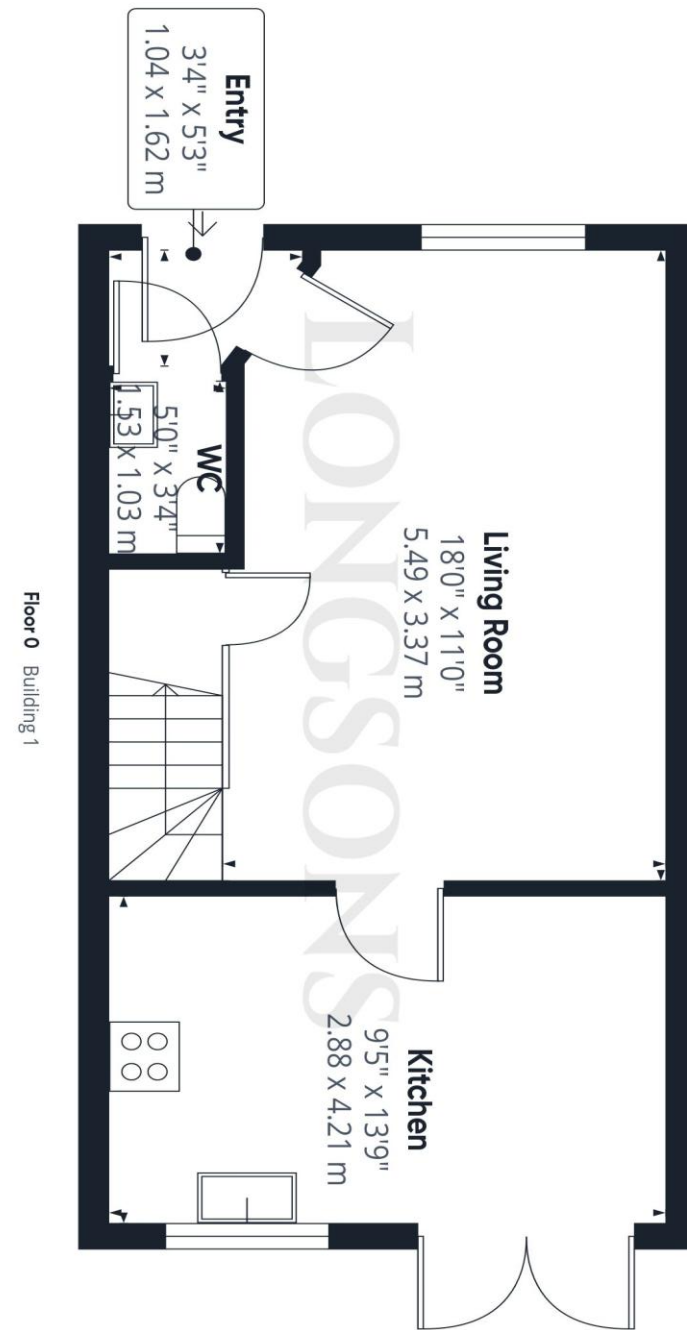 Entry
3'4" x 5'3"
1.04 x 1.62 m
WC
5'0" x 3'4"
1.53 x 1.03 m
Living Room
18'0" x 11'0"
5.49 x 3.37 m
Kitchen
9'5" x 13'9"
2.88 x 4.21 m
LONGSONS
Floor 0 Building 1